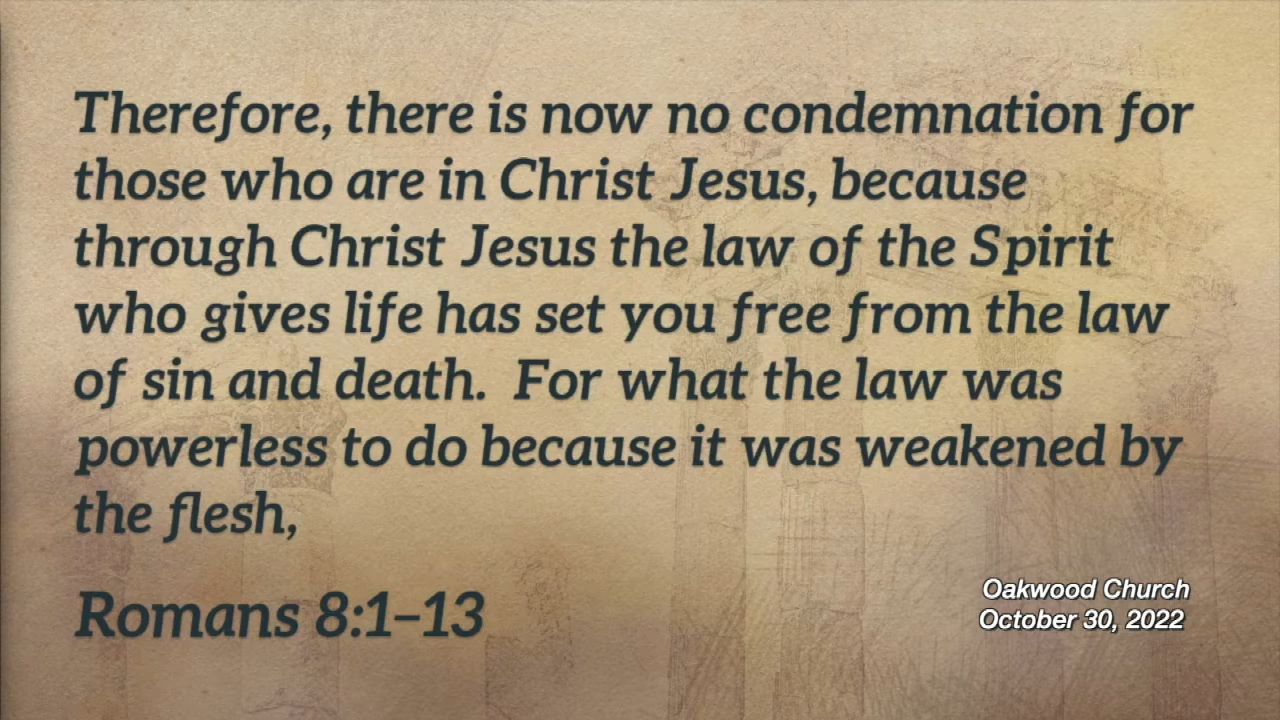 Therefore, there is now no condemnation for
those who are in Christ Jesus, because
through Christ Jesus the law of the Spirit
who gives life has set you free from the law
of sin and death.  For what the law was
powerless to do because it was weakened by
the flesh,
Romans 8:1–13
Oakwood Church
October 30, 2022